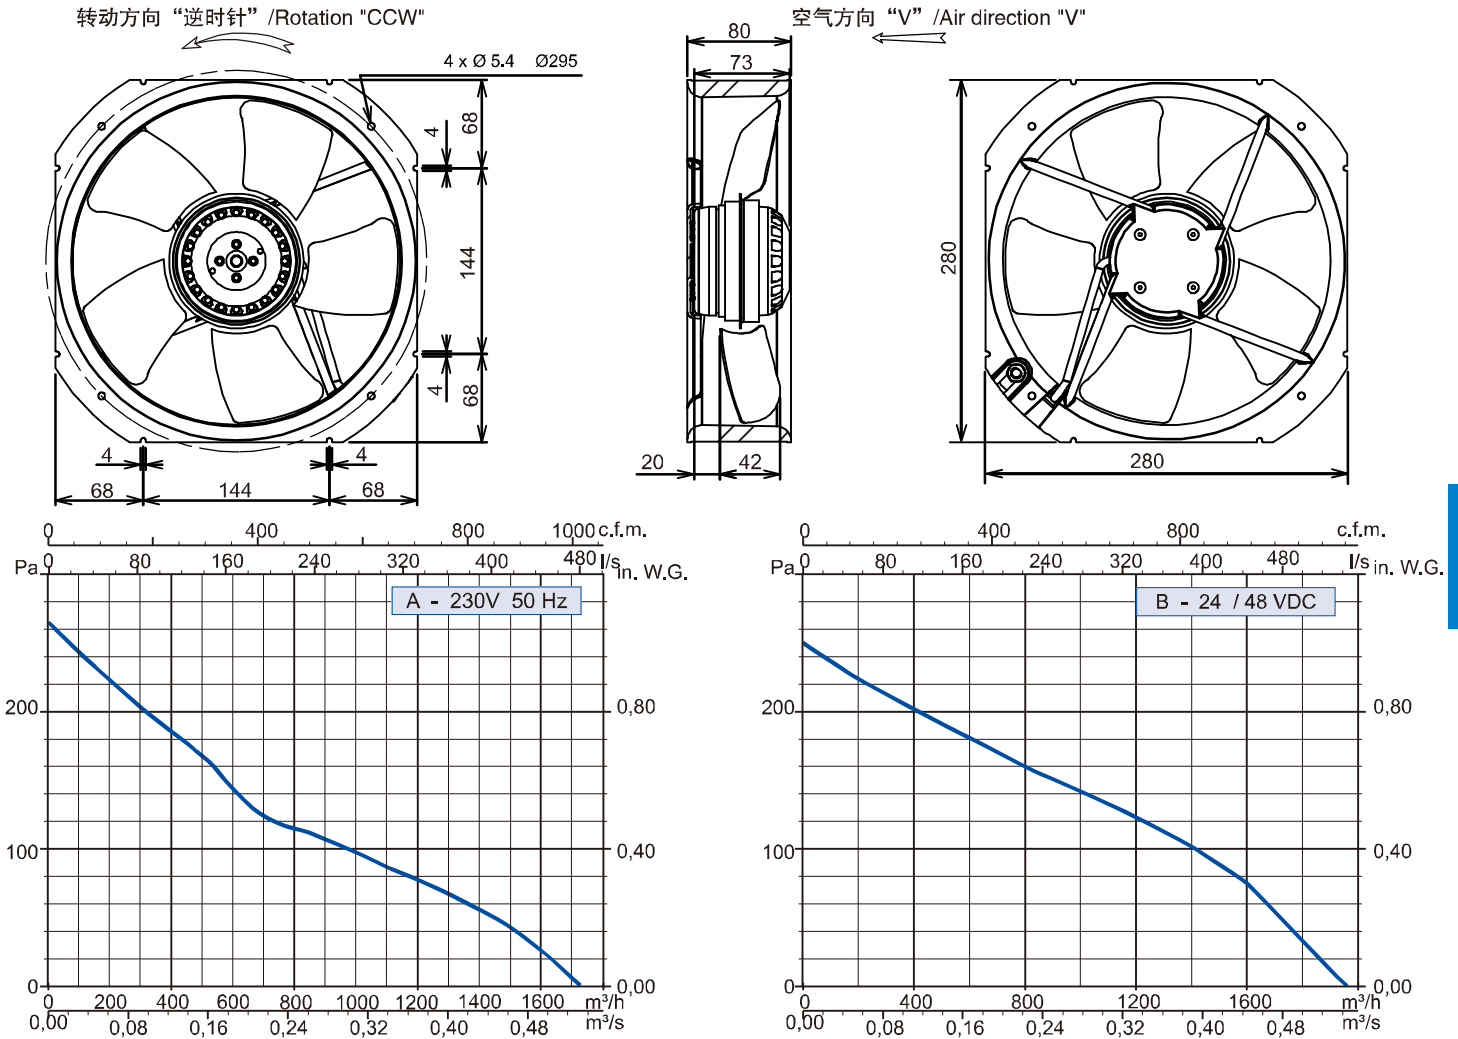 转动方向 “逆时针” /Rotation "CCW"
空气方向 “V” /Air direction "V"
4 x Ø 5.4 Ø295
80
73
68
4
144
4
68
4
4
68 144 68
20 42
280
280
0 400 800 1000 c.f.m.
0 80 160 240 320 400 480 l/s
Pa in. W.G.
A - 230V 50 Hz
200 0,80
100 0,40
0 0,00
0 200 400 600 800 1000 1200 1400 1600 m³/h
0,00 0,08 0,16 0,24 0,32 0,40 0,48 m³/s
0 400 800 c.f.m.
0 80 160 240 320 400 480 l/s
Pa in. W.G.
B - 24 / 48 VDC
200 0,80
100 0,40
0 0,00
0 400 800 1200 1600 m³/h
0,00 0,08 0,16 0,24 0,32 0,40 0,48 m³/s